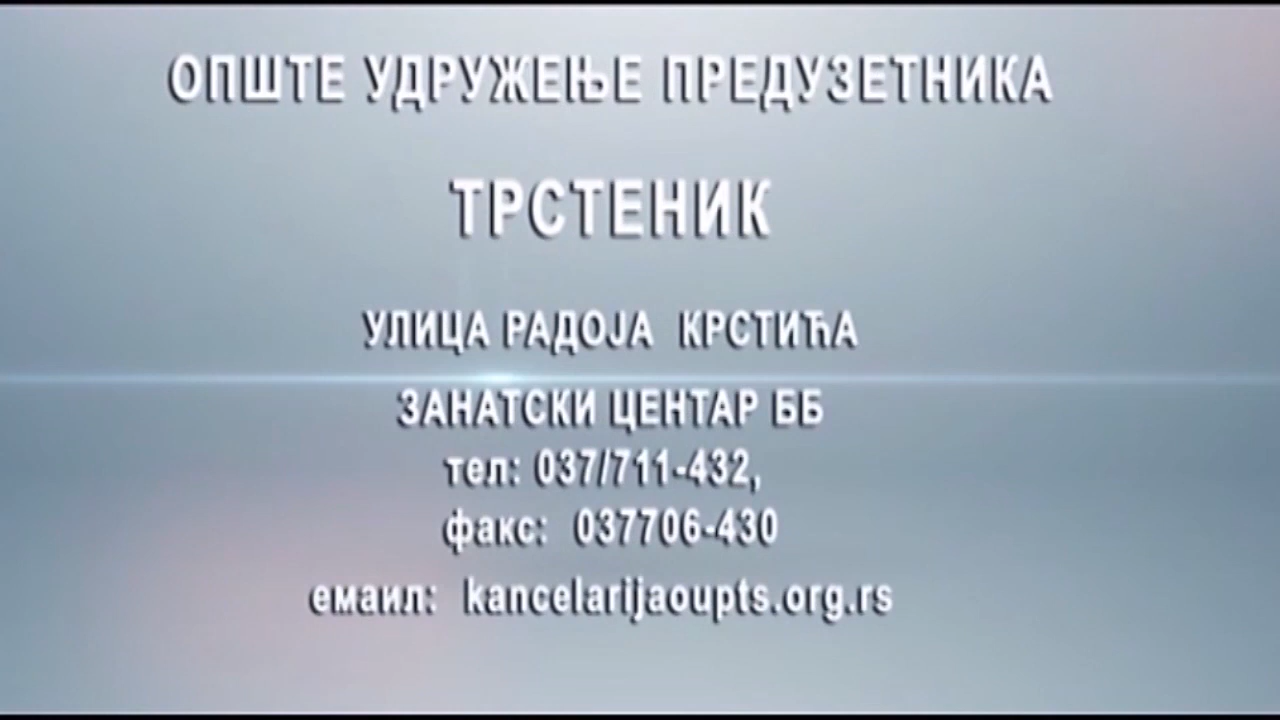 ОПШТЕ УДРУЖЕЊЕ ПРЕДУЗЕТНИКА
ТРСТЕНИК
УЛИЦА РАДОЈА КРСТИЋА
ЗАНАТСКИ ЦЕНТАР ББ
тел: 037/711-432,
факс: 037706-430
емаил: kancelarijaoupts.org.rs